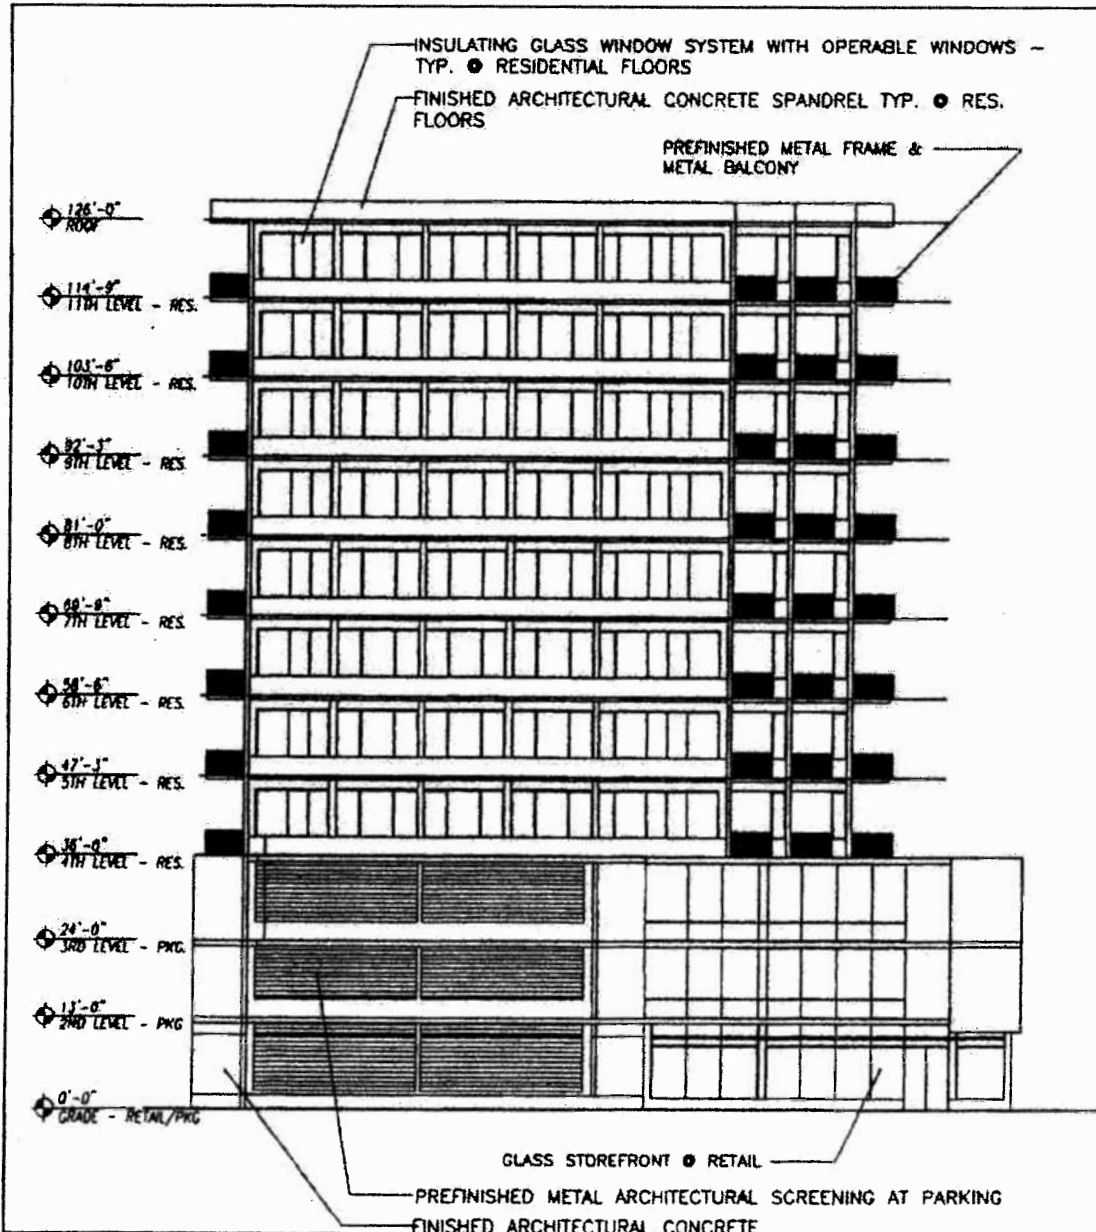 INSULATING GLASS WINDOW SYSTEM WITH OPERABLE WINDOWS -
TYP. @ RESIDENTIAL FLOORS
FINISHED ARCHITECTURAL CONCRETE SPANDREL TYP. @ RES.
FLOORS
PREFINISHED METAL FRAME &
METAL BALCONY
126'-0"
ROOF
114'-9"
11TH LEVEL - RES.
103'-6"
10TH LEVEL - RES.
92'-3"
9TH LEVEL - RES.
81'-0"
8TH LEVEL - RES.
69'-9"
7TH LEVEL - RES.
58'-6"
6TH LEVEL - RES.
47'-3"
5TH LEVEL - RES.
36'-0"
4TH LEVEL - RES.
24'-0"
3RD LEVEL - PKG.
13'-0"
2ND LEVEL - PKG
0'-0"
GRADE - RETAIL/PKG
GLASS STOREFRONT @ RETAIL
PREFINISHED METAL ARCHITECTURAL SCREENING AT PARKING
FINISHED ARCHITECTURAL CONCRETE